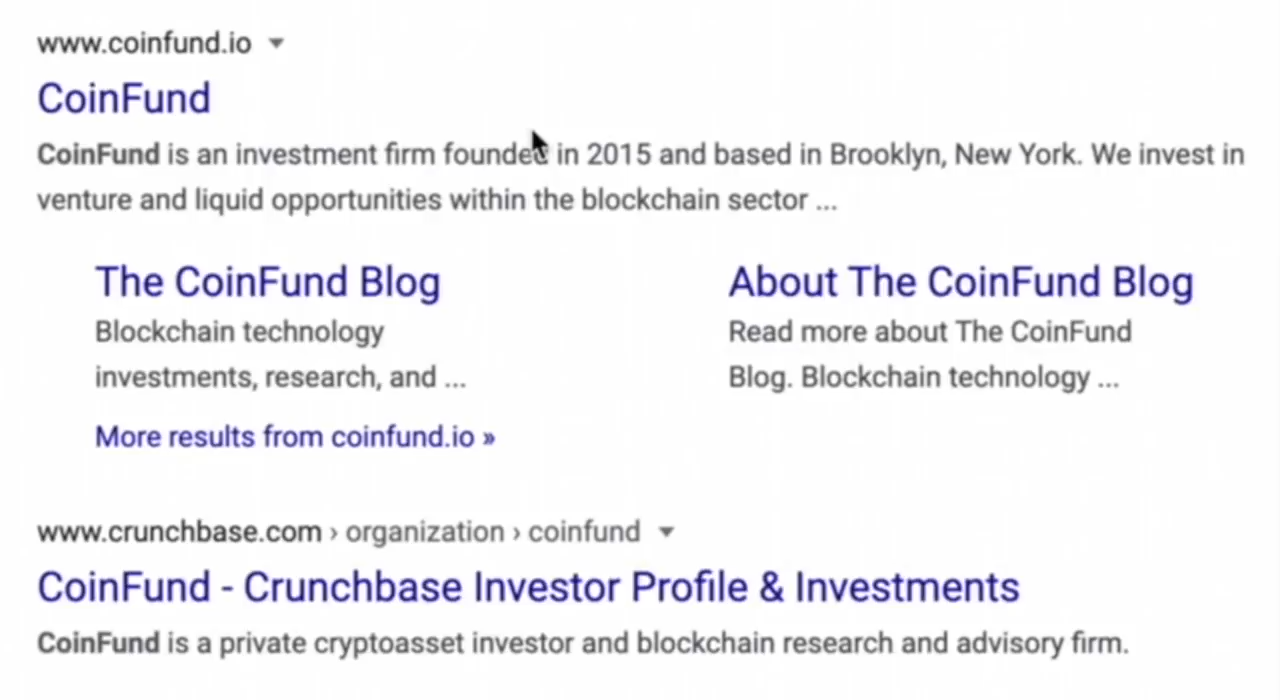 www.coinfund.io
CoinFund
CoinFund is an investment firm founded in 2015 and based in Brooklyn, New York. We invest in
venture and liquid opportunities within the blockchain sector ...
The CoinFund Blog
Blockchain technology
investments, research, and ...
More results from coinfund.io »
About The CoinFund Blog
Read more about The CoinFund
Blog. Blockchain technology ...
www.crunchbase.com › organization › coinfund
CoinFund - Crunchbase Investor Profile & Investments
CoinFund is a private cryptoasset investor and blockchain research and advisory firm.